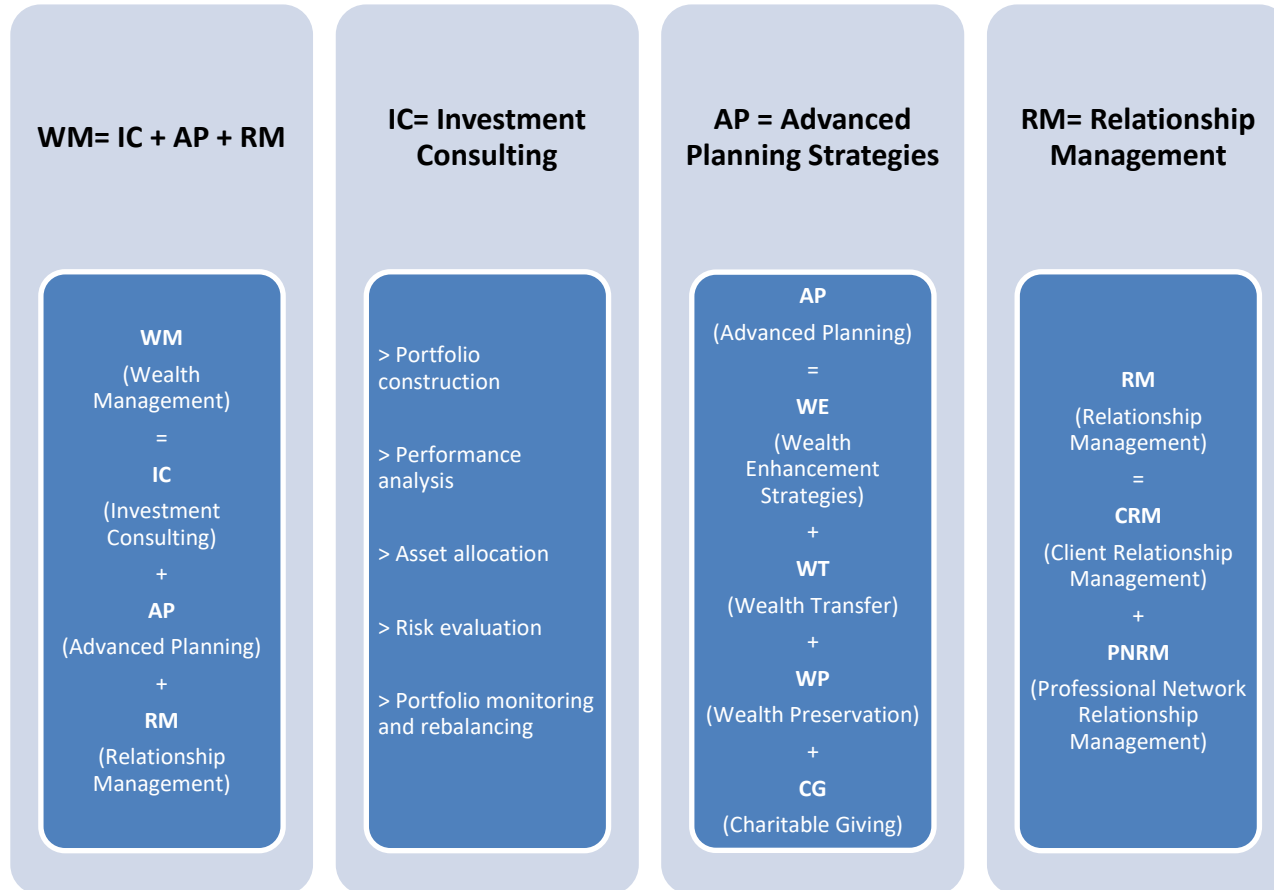 WM= IC + AP + RM
WM
(Wealth
Management)
=
IC
(Investment
Consulting)
+
AP
(Advanced Planning)
+
RM
(Relationship
Management)
IC= Investment
Consulting
> Portfolio
construction
> Performance
analysis
> Asset allocation
> Risk evaluation
> Portfolio monitoring
and rebalancing
AP = Advanced
Planning Strategies
AP
(Advanced Planning)
=
WE
(Wealth
Enhancement
Strategies)
+
WT
(Wealth Transfer)
+
WP
(Wealth Preservation)
+
CG
(Charitable Giving)
RM= Relationship
Management
RM
(Relationship
Management)
=
CRM
(Client Relationship
Management)
+
PNRM
(Professional Network
Relationship
Management)